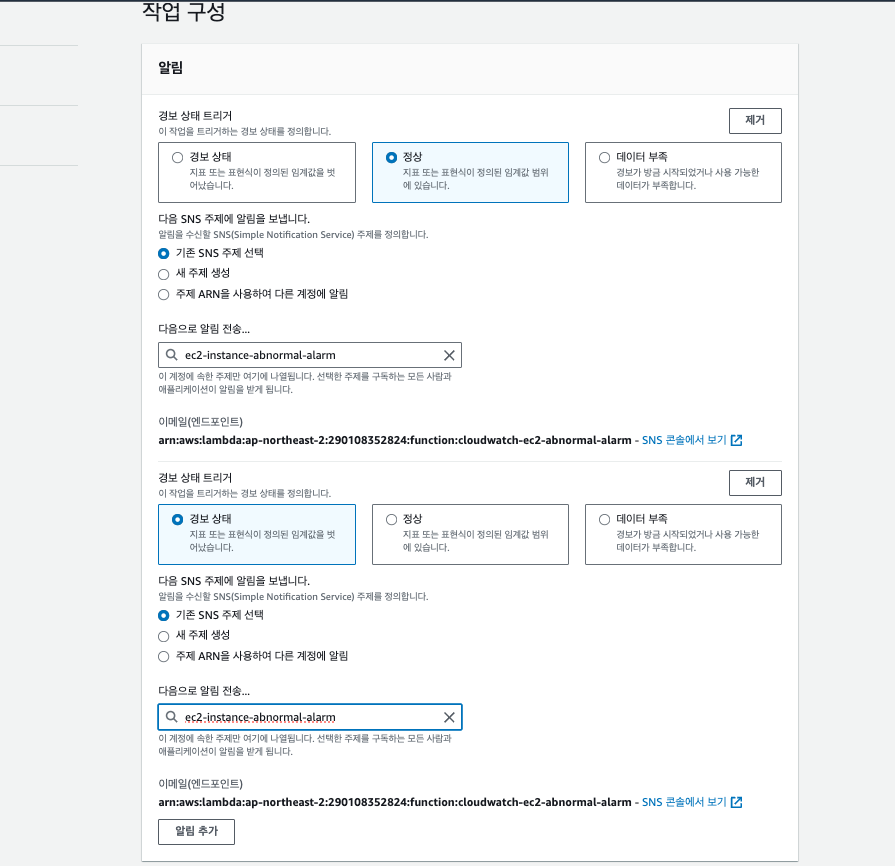 작업 구성
알림
경보 상태 트리거
이 작업을 트리거하는 경보 상태를 정의합니다.
제거
경보 상태
지표 또는 표현식이 정의된 임계값을 벗
어났습니다.
정상
지표 또는 표현식이 정의된 임계값 범위
에 있습니다.
데이터 부족
경보가 방금 시작되었거나 사용 가능한
데이터가 부족합니다.
다음 SNS 주제에 알림을 보냅니다.
알림을 수신할 SNS(Simple Notification Service) 주제를 정의합니다.
기존 SNS 주제 선택
새 주제 생성
주제 ARN을 사용하여 다른 계정에 알림
다음으로 알림 전송...
ec2-instance-abnormal-alarm
이 계정에 속한 주제만 여기에 나열됩니다. 선택한 주제를 구독하는 모든 사람과
애플리케이션이 알림을 받게 됩니다.
이메일(엔드포인트)
arn:aws:lambda:ap-northeast-2:290108352824:function:cloudwatch-ec2-abnormal-alarm - SNS 콘솔에서 보기
경보 상태 트리거
이 작업을 트리거하는 경보 상태를 정의합니다.
제거
경보 상태
지표 또는 표현식이 정의된 임계값을 벗
어났습니다.
정상
지표 또는 표현식이 정의된 임계값 범위
에 있습니다.
데이터 부족
경보가 방금 시작되었거나 사용 가능한
데이터가 부족합니다.
다음 SNS 주제에 알림을 보냅니다.
알림을 수신할 SNS(Simple Notification Service) 주제를 정의합니다.
기존 SNS 주제 선택
새 주제 생성
주제 ARN을 사용하여 다른 계정에 알림
다음으로 알림 전송...
ec2-instance-abnormal-alarm
이 계정에 속한 주제만 여기에 나열됩니다. 선택한 주제를 구독하는 모든 사람과
애플리케이션이 알림을 받게 됩니다.
이메일(엔드포인트)
arn:aws:lambda:ap-northeast-2:290108352824:function:cloudwatch-ec2-abnormal-alarm - SNS 콘솔에서 보기
알림 추가